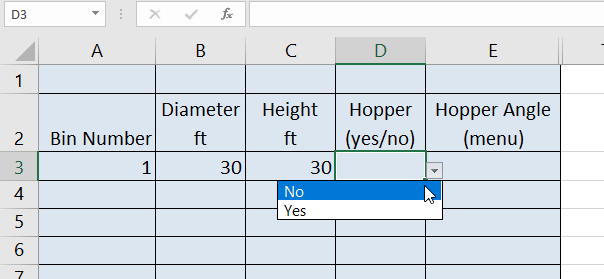 D3
fx
A B C D E
1
2 Bin Number Diameter ft Height ft Hopper (yes/no) Hopper Angle (menu)
3 1 30 30
No
4
Yes
5
6
7